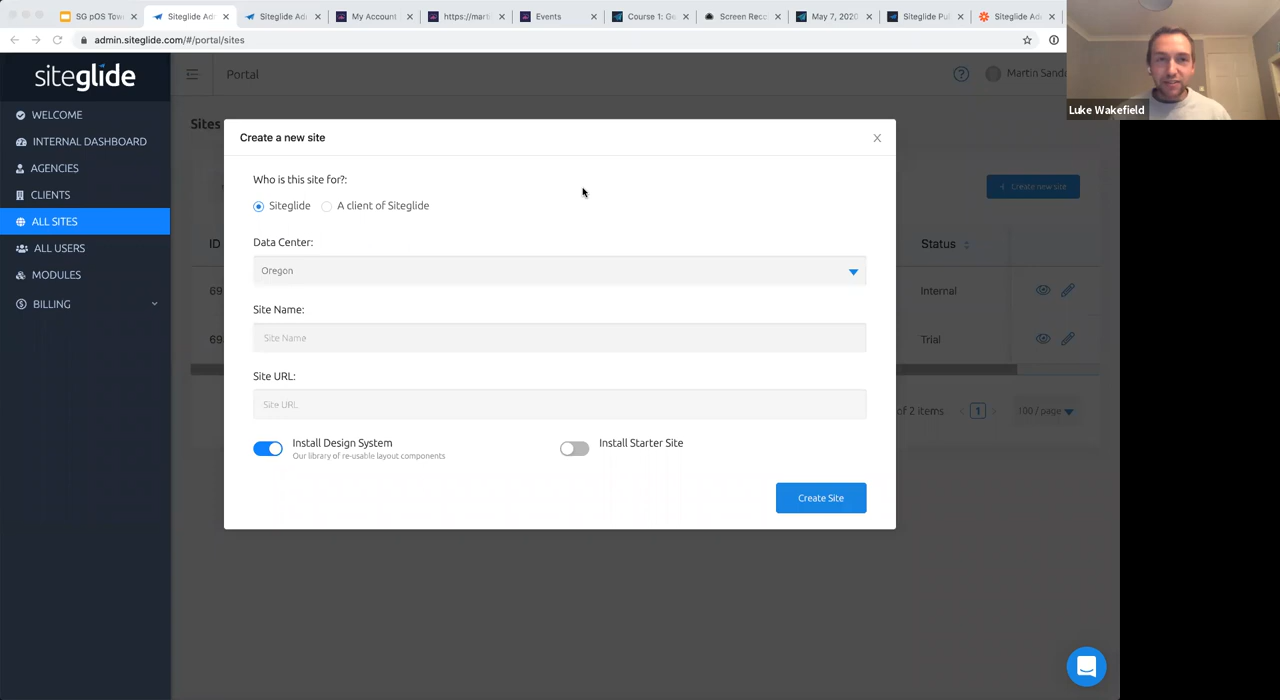 SG pOS Tow
Siteglide Ad
Siteglide Ad
My Account
https://marti
Events
Course 1: Ge
Screen Reco
May 7, 2020
Siteglide Pu
Siteglide Ad
admin.siteglide.com/#/portal/sites
siteglide
Portal
Martin Sand
Luke Wakefield
WELCOME
INTERNAL DASHBOARD
AGENCIES
CLIENTS
ALL SITES
ALL USERS
MODULES
BILLING
Sites
Create new site
ID
Status
69
Internal
69
Trial
of 2 items
1
100 / page
Create a new site
Who is this site for?:
Siteglide
A client of Siteglide
Data Center:
Oregon
Site Name:
Site Name
Site URL:
Site URL
Install Design System
Our library of re-usable layout components
Install Starter Site
Create Site